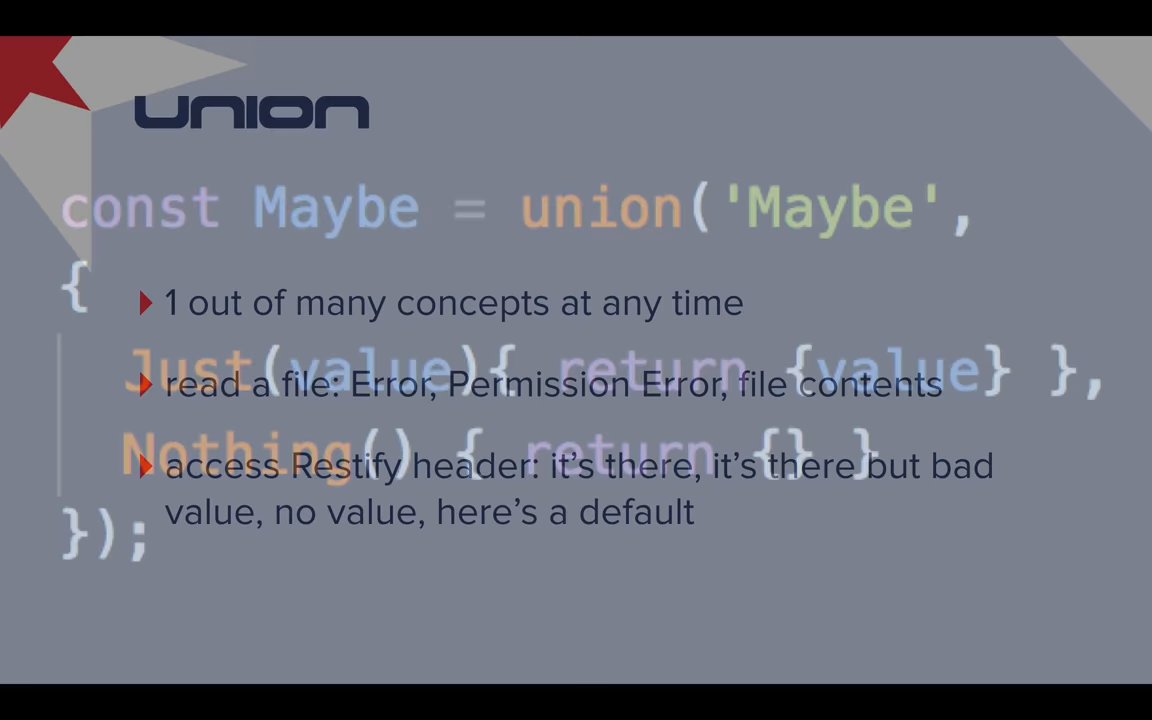 union
const Maybe = union('Maybe',
{
1 out of many concepts at any time
Just(value){ return {value} },
read a file: Error, Permission Error, file contents
Nothing() { return {} }
access Restify header: it’s there, it’s there but bad
value, no value, here’s a default
});